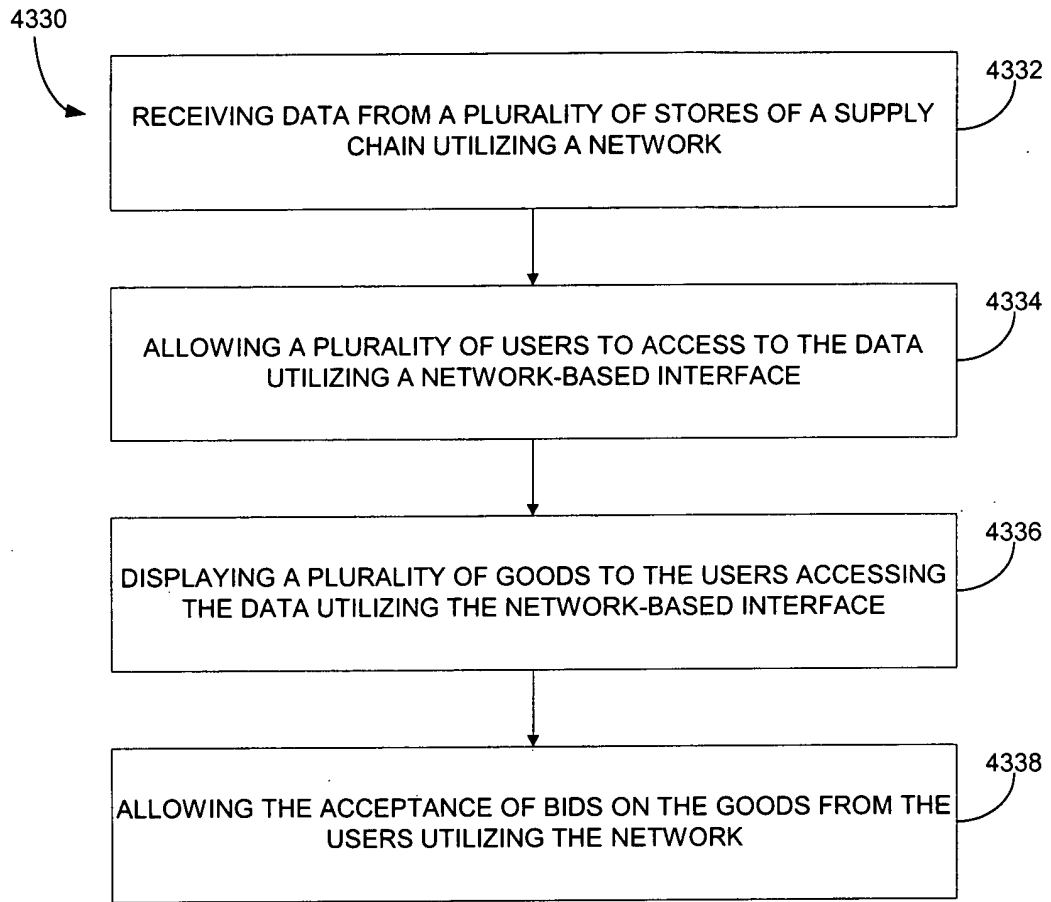 4330
4332
RECEIVING DATA FROM A PLURALITY OF STORES OF A SUPPLY
CHAIN UTILIZING A NETWORK
4334
ALLOWING A PLURALITY OF USERS TO ACCESS TO THE DATA
UTILIZING A NETWORK-BASED INTERFACE
4336
DISPLAYING A PLURALITY OF GOODS TO THE USERS ACCESSING
THE DATA UTILIZING THE NETWORK-BASED INTERFACE
4338
ALLOWING THE ACCEPTANCE OF BIDS ON THE GOODS FROM THE
USERS UTILIZING THE NETWORK